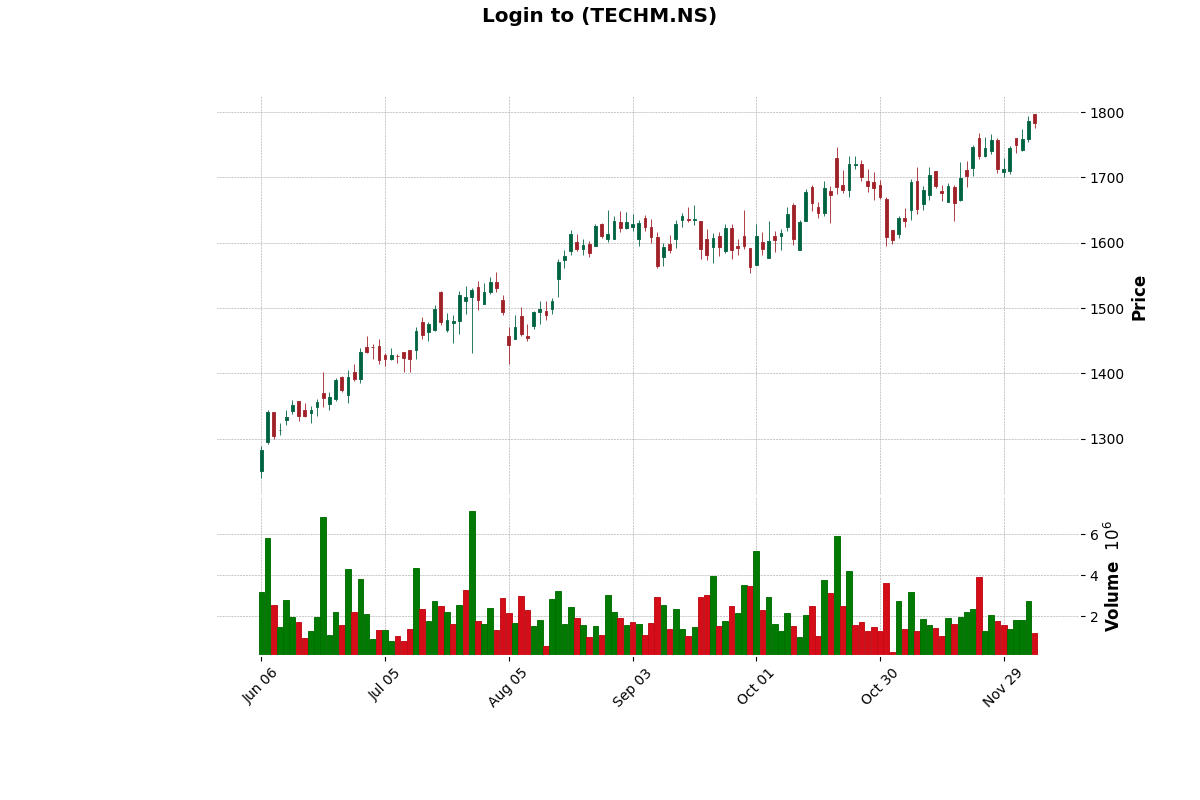 Login to (TECHM.NS)
1800
1700
1600
1500
1400
1300
Price
6
4
2
Volume 10^6
Jun 06
Jul 05
Aug 05
Sep 03
Oct 01
Oct 30
Nov 29